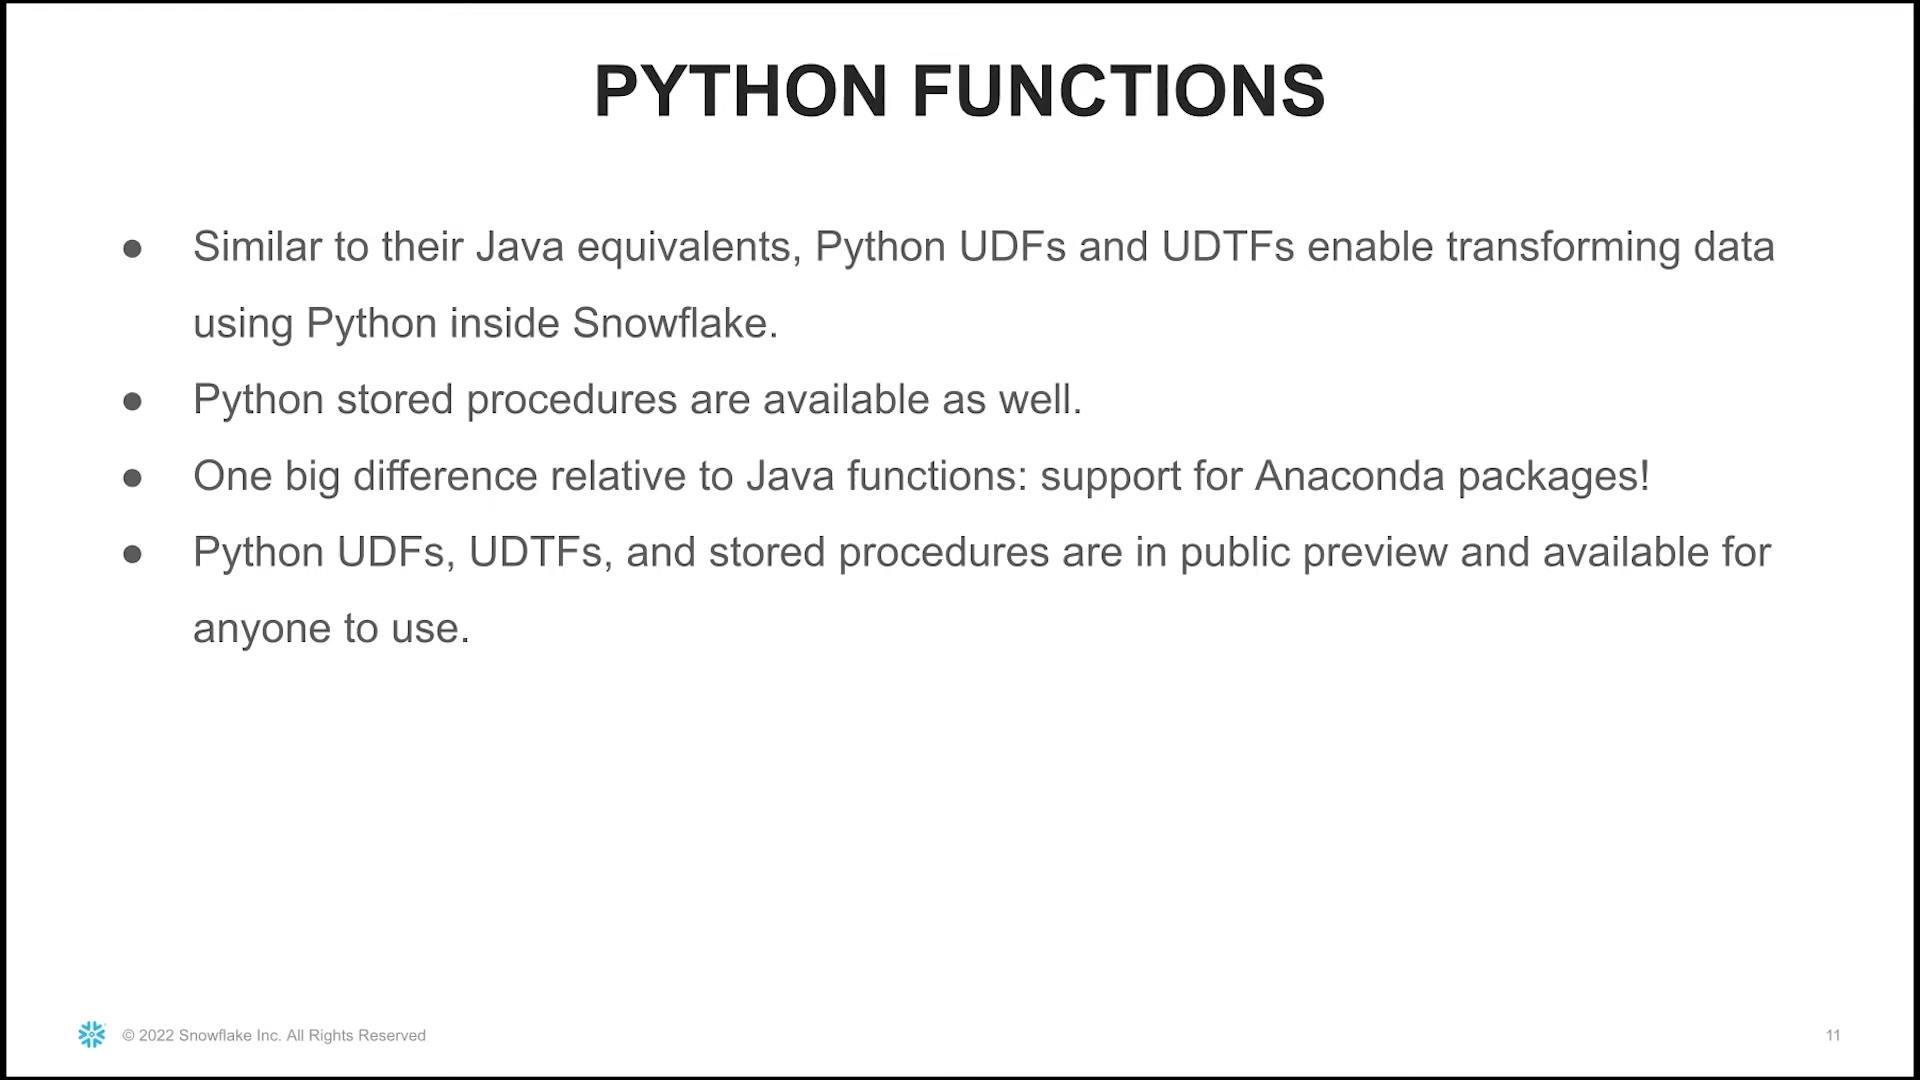 PYTHON FUNCTIONS
● Similar to their Java equivalents, Python UDFs and UDTFs enable transforming data
using Python inside Snowflake.
● Python stored procedures are available as well.
● One big difference relative to Java functions: support for Anaconda packages!
● Python UDFs, UDTFs, and stored procedures are in public preview and available for
anyone to use.
© 2022 Snowflake Inc. All Rights Reserved
11